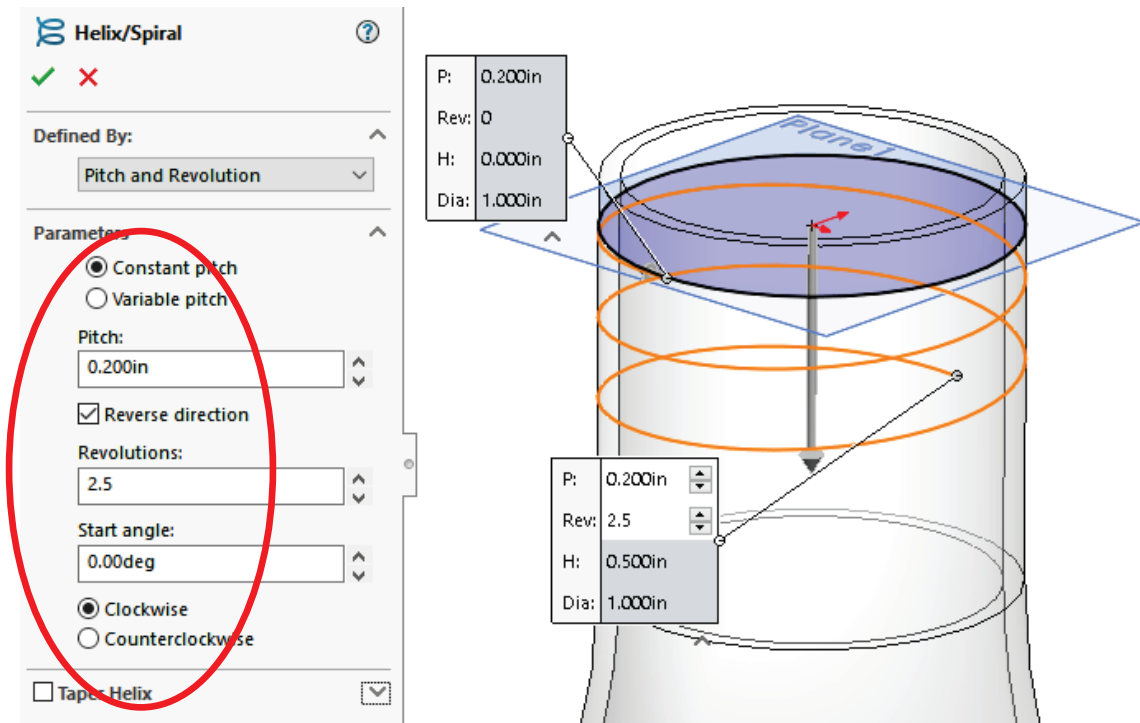 Helix/Spiral
Defined By:
Pitch and Revolution
Parameters
Constant pitch
Variable pitch
Pitch:
0.200in
Reverse direction
Revolutions:
2.5
Start angle:
0.00deg
Clockwise
Counterclockwise
Taper Helix
P: 0.200in
Rev: 0
H: 0.000in
Dia: 1.000in
Plane1
P: 0.200in
Rev: 2.5
H: 0.500in
Dia: 1.000in